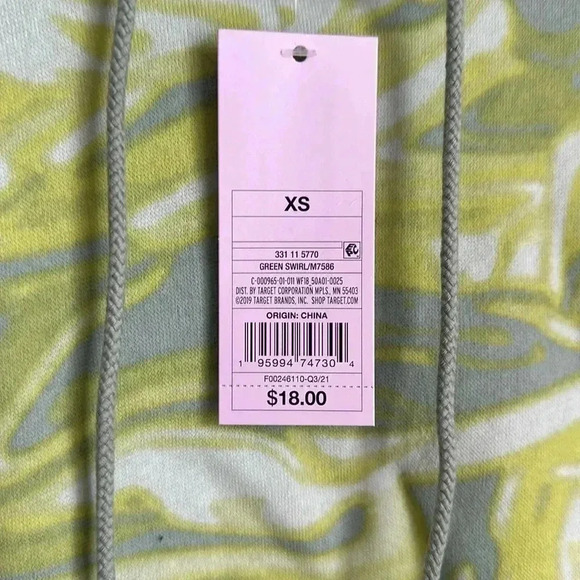 XS
331 11 5770
GREEN SWIRL/M7586
C-000965-01-011 WF18_50A01-0025
DIST. BY TARGET CORPORATION MPLS., MN 55403
©2019 TARGET BRANDS, INC. SHOP TARGET.COM
ORIGIN: CHINA
1 95994 74730 4
F00246110-Q3/21
$18.00